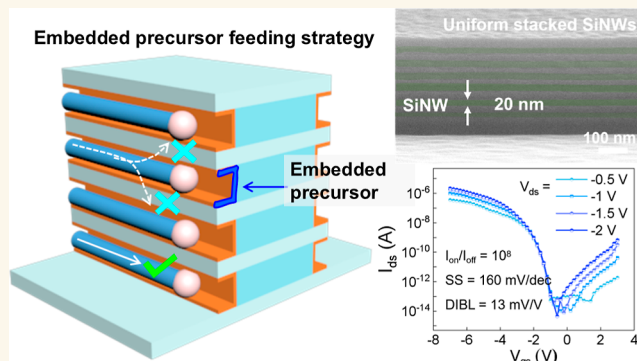 Embedded precursor feeding strategy
Embedded
precursor
Uniform stacked SiNWs
SiNW
20 nm
100 nm
V_ds =
-0.5 V
-1 V
-1.5 V
-2 V
I_ds (A)
10^-6
10^-8
10^-10
10^-12
10^-14
I_on/I_off = 10^8
SS = 160 mV/dec
DIBL = 13 mV/V
-8 -6 -4 -2 0 2 4
(V)